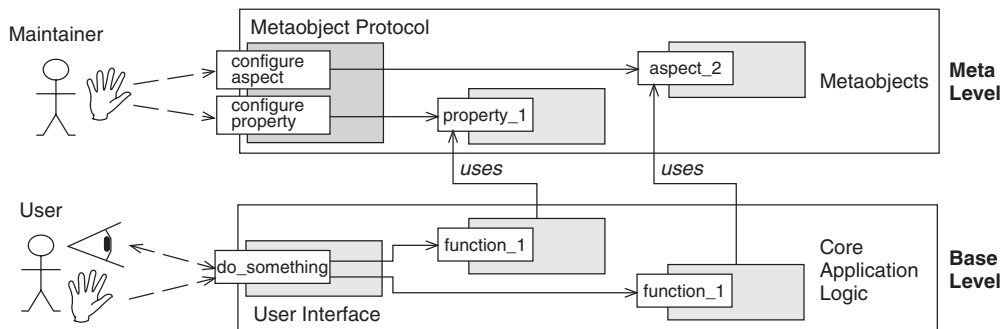 Maintainer
Metaobject Protocol
configure
aspect
configure
property
aspect_2
property_1
Metaobjects
Meta
Level
uses
uses
User
do_something
User Interface
function_1
function_1
Core
Application
Logic
Base
Level